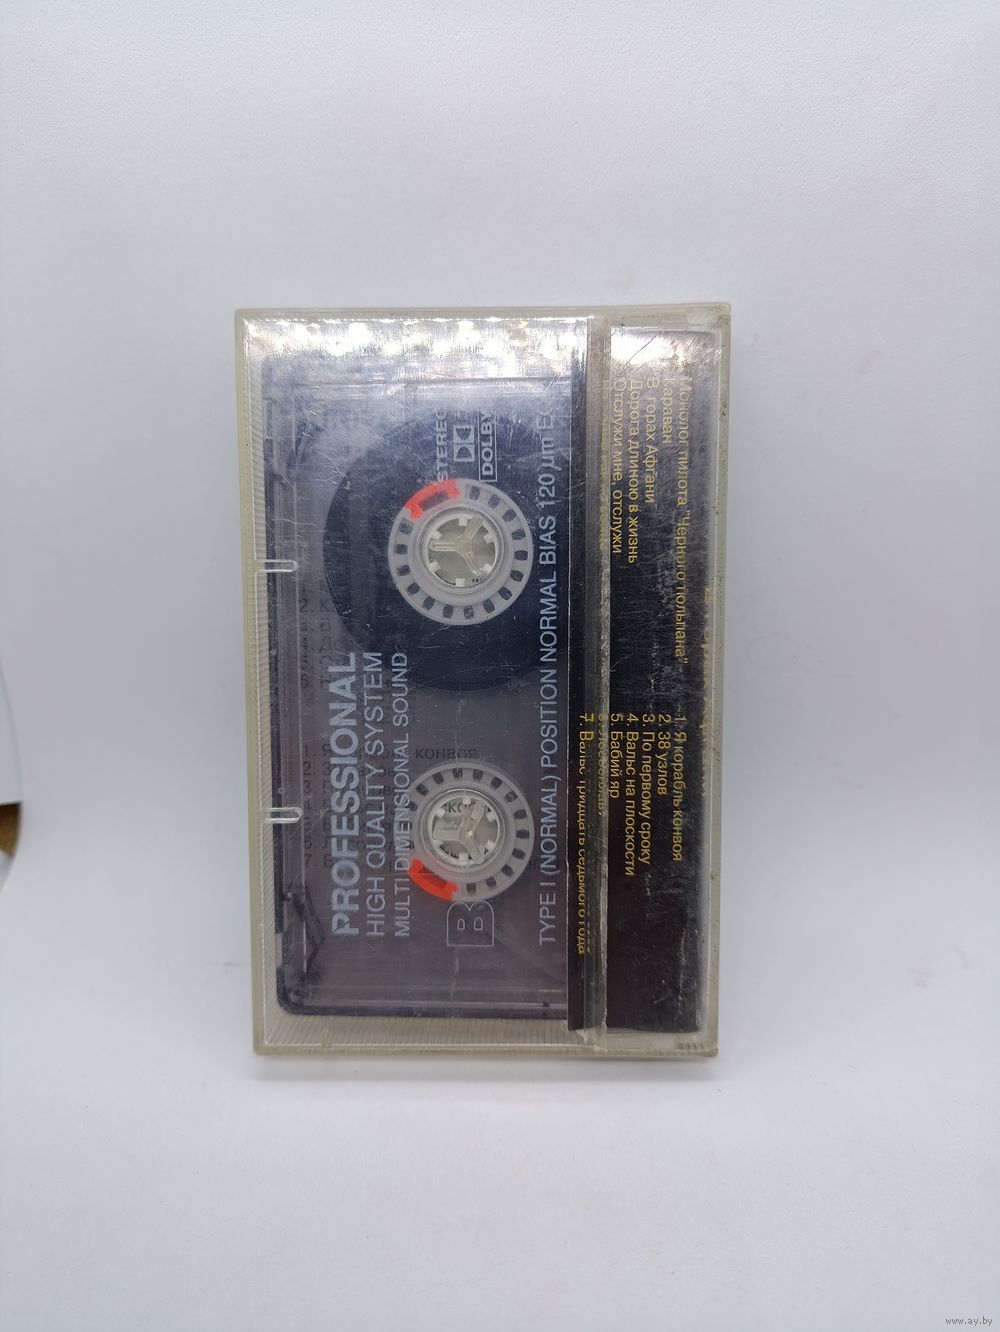 Монолог пилота "Черного тюльпана"
Караван
В горах Афгани
Дорога длиною в жизнь
Отслужи мне, отслужи
1. Я корабль конвоя
2. 38 узлов
3. По первому сроку
4. Вальс на плоскости
5. Бабий яр
7. Вальс тридцать седьмого года
PROFESSIONAL
HIGH QUALITY SYSTEM
MULTI DIMENSIONAL SOUND
STEREO
DOLBY
B
TYPE I (NORMAL) POSITION NORMAL BIAS 120 µm
КОНВОЯ
www.ay.by